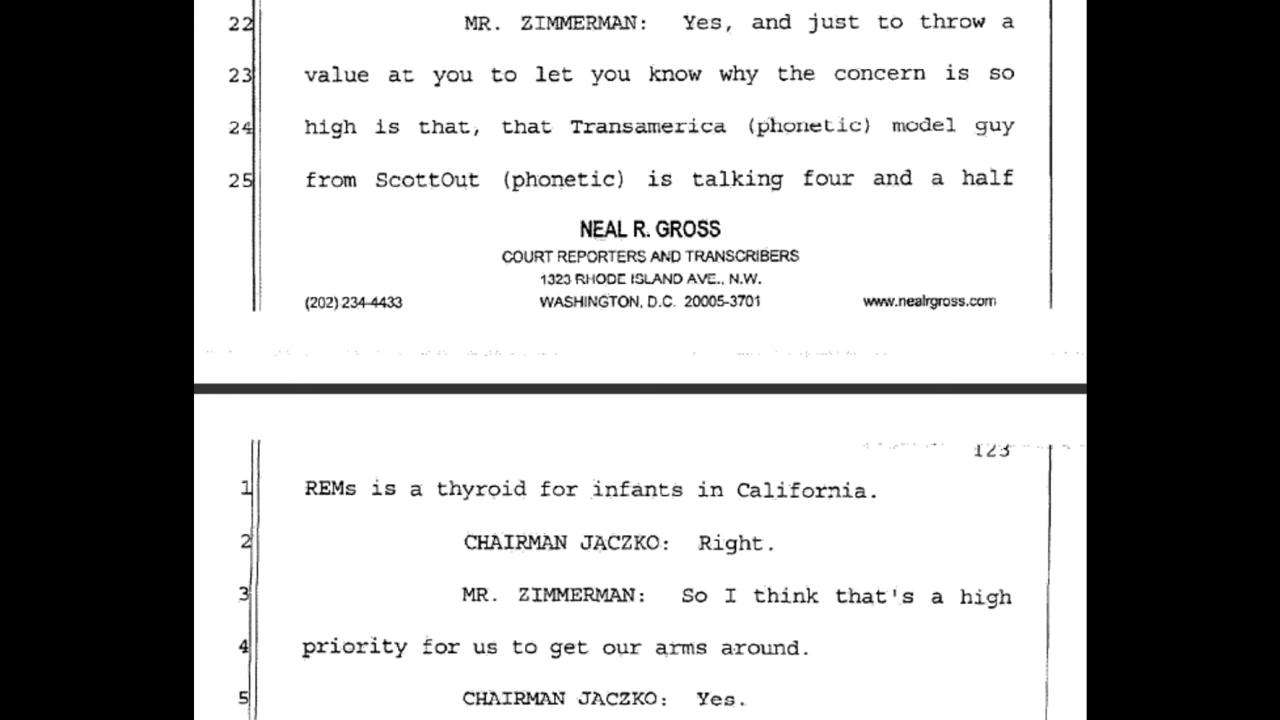 22 MR. ZIMMERMAN: Yes, and just to throw a
23 value at you to let you know why the concern is so
24 high is that, that Transamerica (phonetic) model guy
25 from ScottOut (phonetic) is talking four and a half
NEAL R. GROSS
COURT REPORTERS AND TRANSCRIBERS
1323 RHODE ISLAND AVE., N.W.
(202) 234-4433 WASHINGTON, D.C. 20005-3701 www.nealrgross.com
123
1 REMs is a thyroid for infants in California.
2 CHAIRMAN JACZKO: Right.
3 MR. ZIMMERMAN: So I think that's a high
4 priority for us to get our arms around.
5 CHAIRMAN JACZKO: Yes.